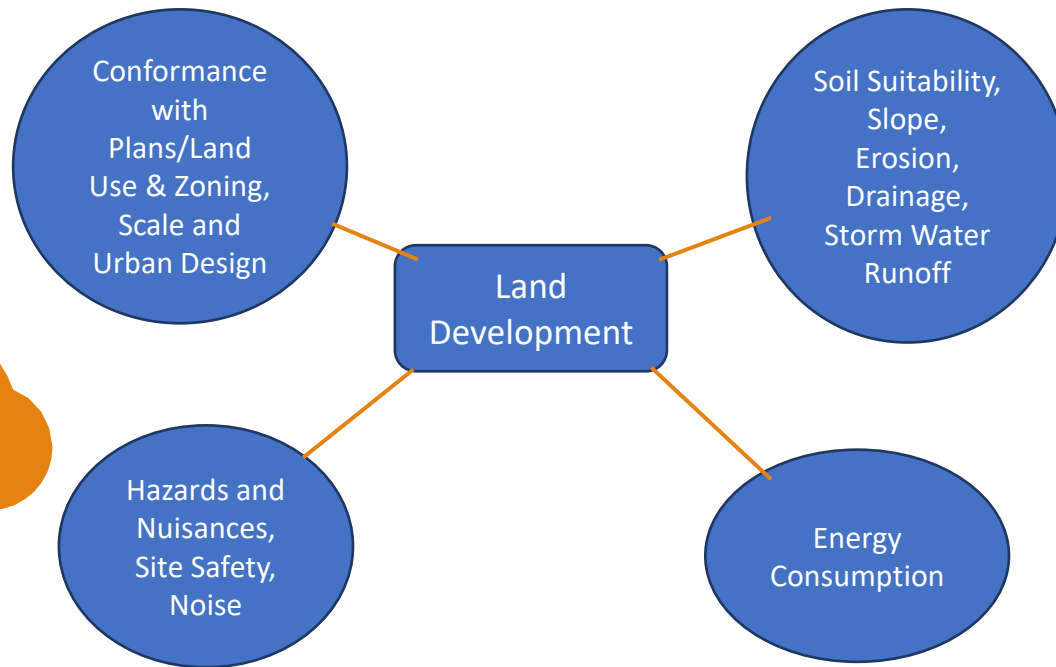 Conformance
with
Plans/Land
Use & Zoning,
Scale and
Urban Design
Soil Suitability,
Slope,
Erosion,
Drainage,
Storm Water
Runoff
Land
Development
Hazards and
Nuisances,
Site Safety,
Noise
Energy
Consumption